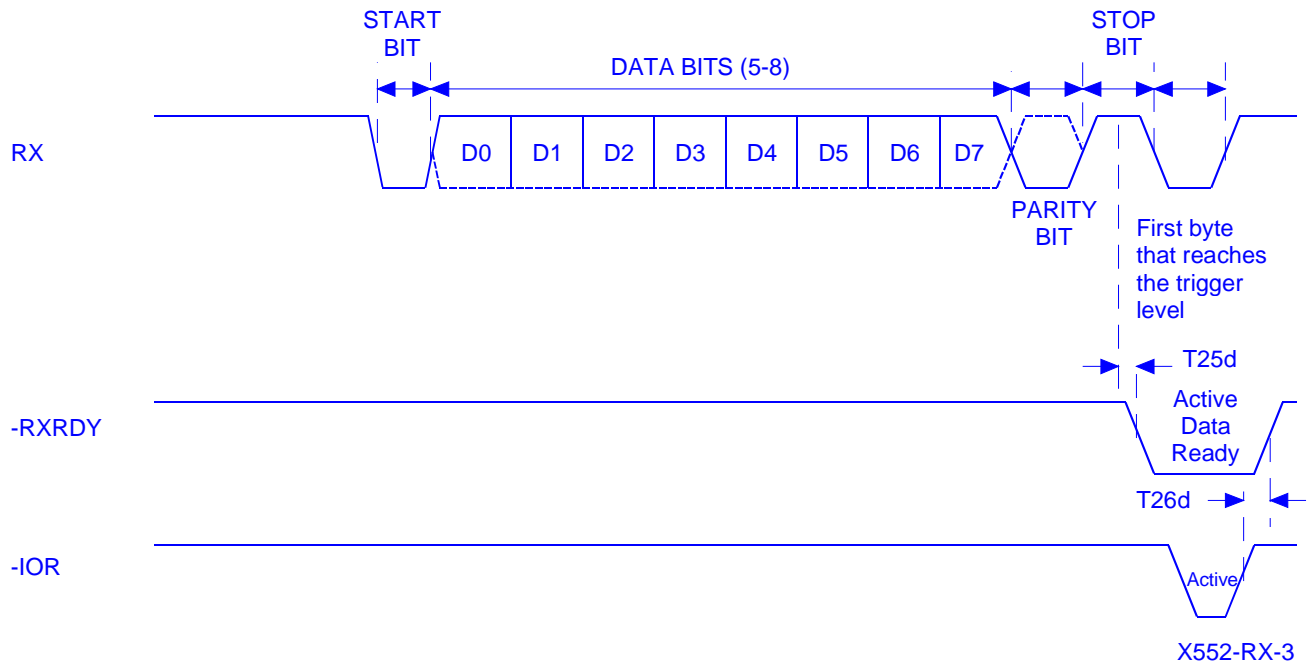 START
BIT
STOP
BIT
DATA BITS (5-8)
RX
D0 D1 D2 D3 D4 D5 D6 D7
PARITY
BIT
First byte
that reaches
the trigger
level
T25d
-RXRDY
Active
Data
Ready
T26d
-IOR
Active
X552-RX-3